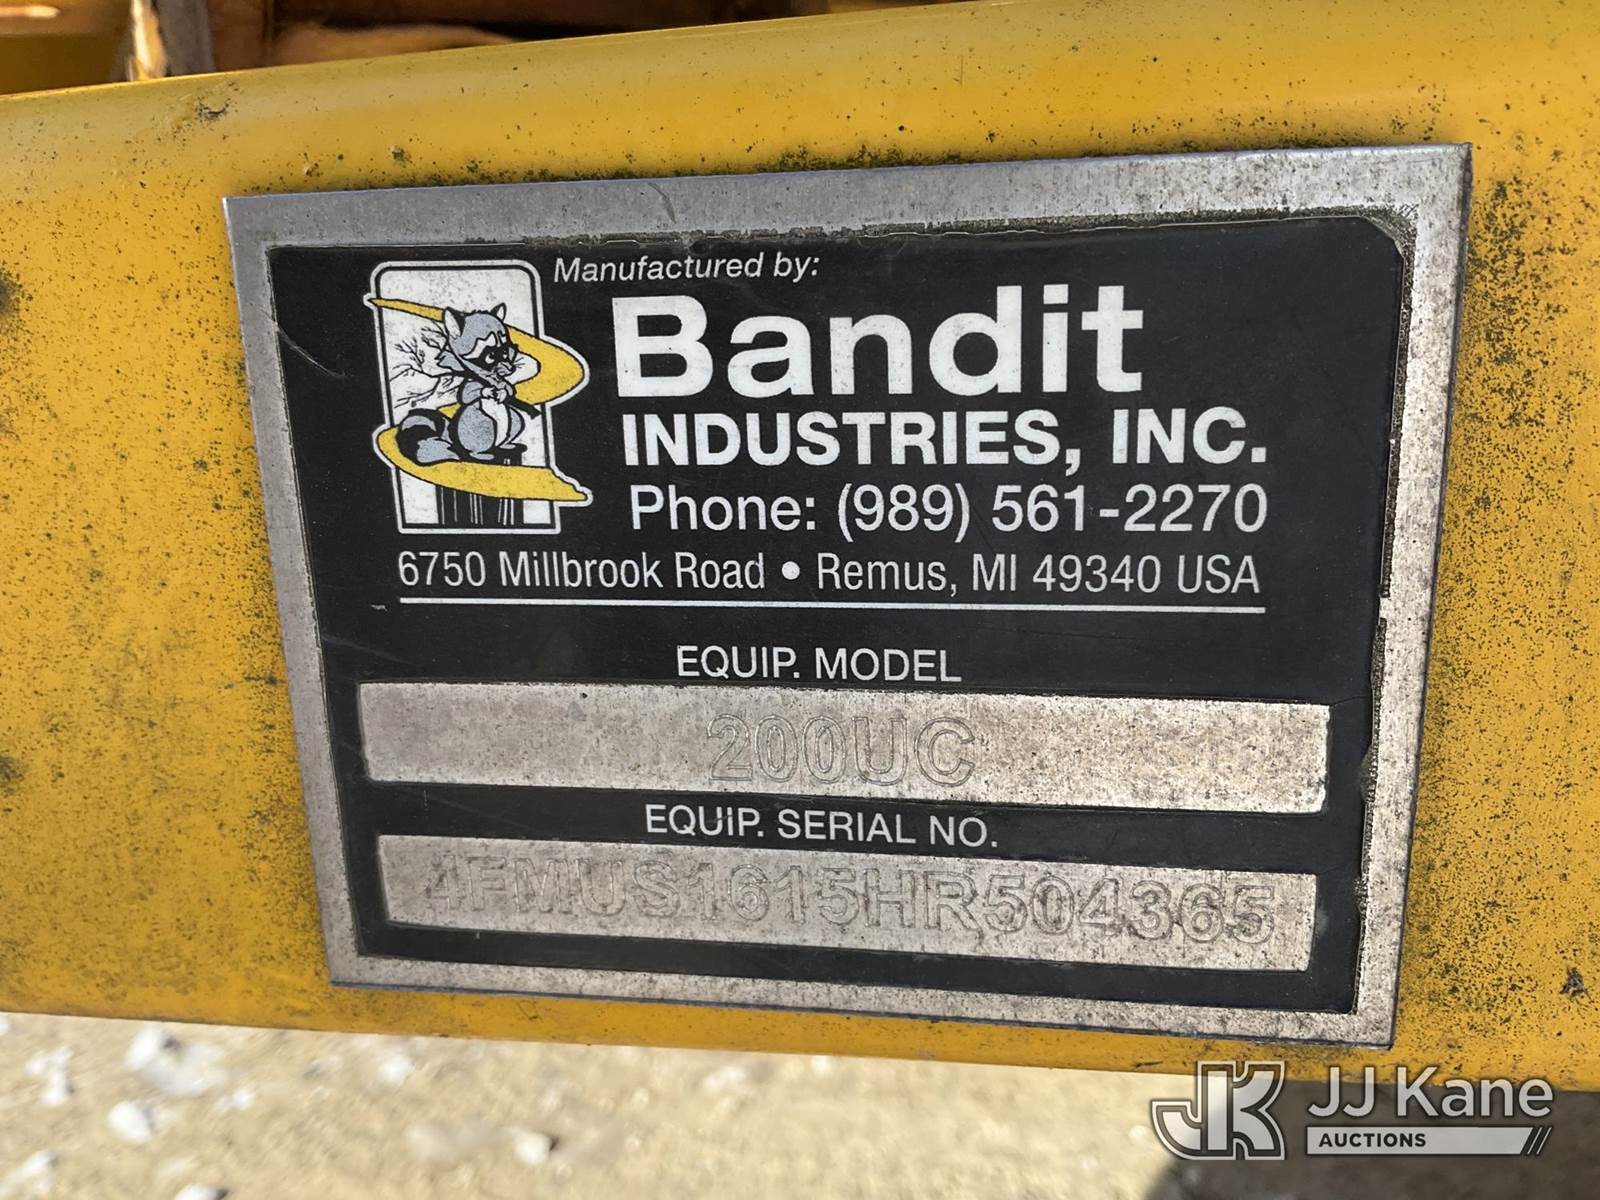 Manufactured by:
Bandit
INDUSTRIES, INC.
Phone: (989) 561-2270
6750 Millbrook Road • Remus, MI 49340 USA
EQUIP. MODEL
200UC
EQUIP. SERIAL NO.
4FMUS1615HR504365
JK JJ Kane
AUCTIONS